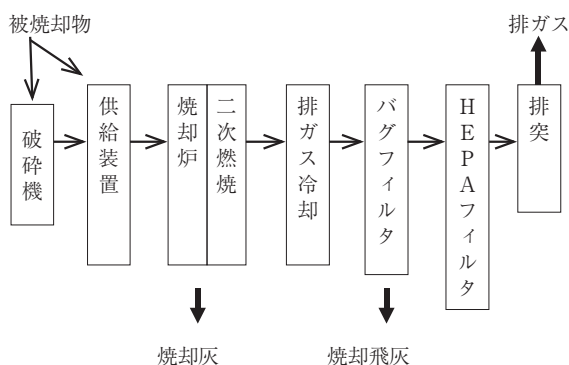 被焼却物
排ガス
破砕機
供給装置
焼却炉
二次燃焼
排ガス冷却
バグフィルタ
HEPAフィルタ
排突
焼却灰
焼却飛灰